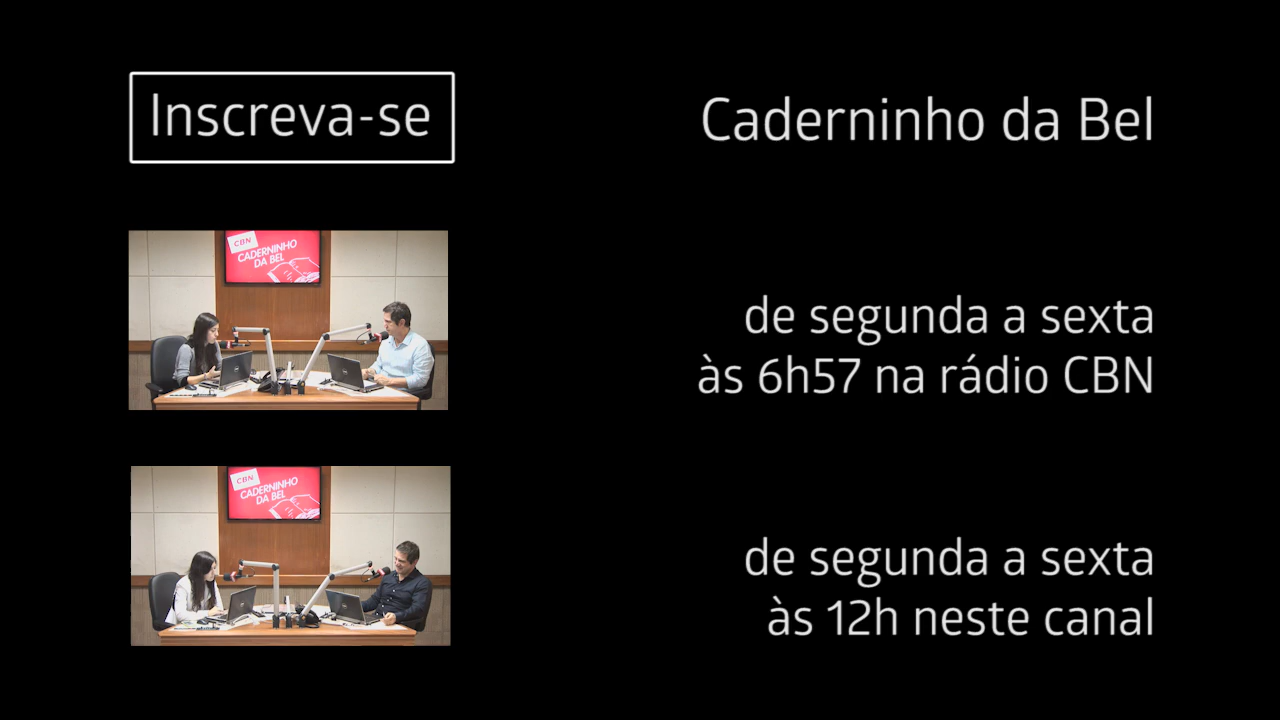 Inscreva-se
Caderninho da Bel
CBN
CADERNINHO
DA BEL
de segunda a sexta
às 6h57 na rádio CBN
CBN
CADERNINHO
DA BEL
de segunda a sexta
às 12h neste canal